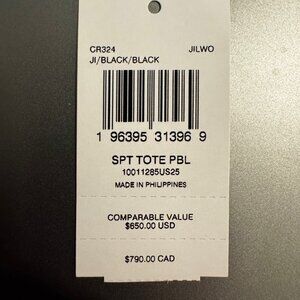 CR324 JILWO
JI/BLACK/BLACK
1 96395 31396 9
SPT TOTE PBL
10011285US25
MADE IN PHILIPPINES
COMPARABLE VALUE
$650.00 USD
$790.00 CAD